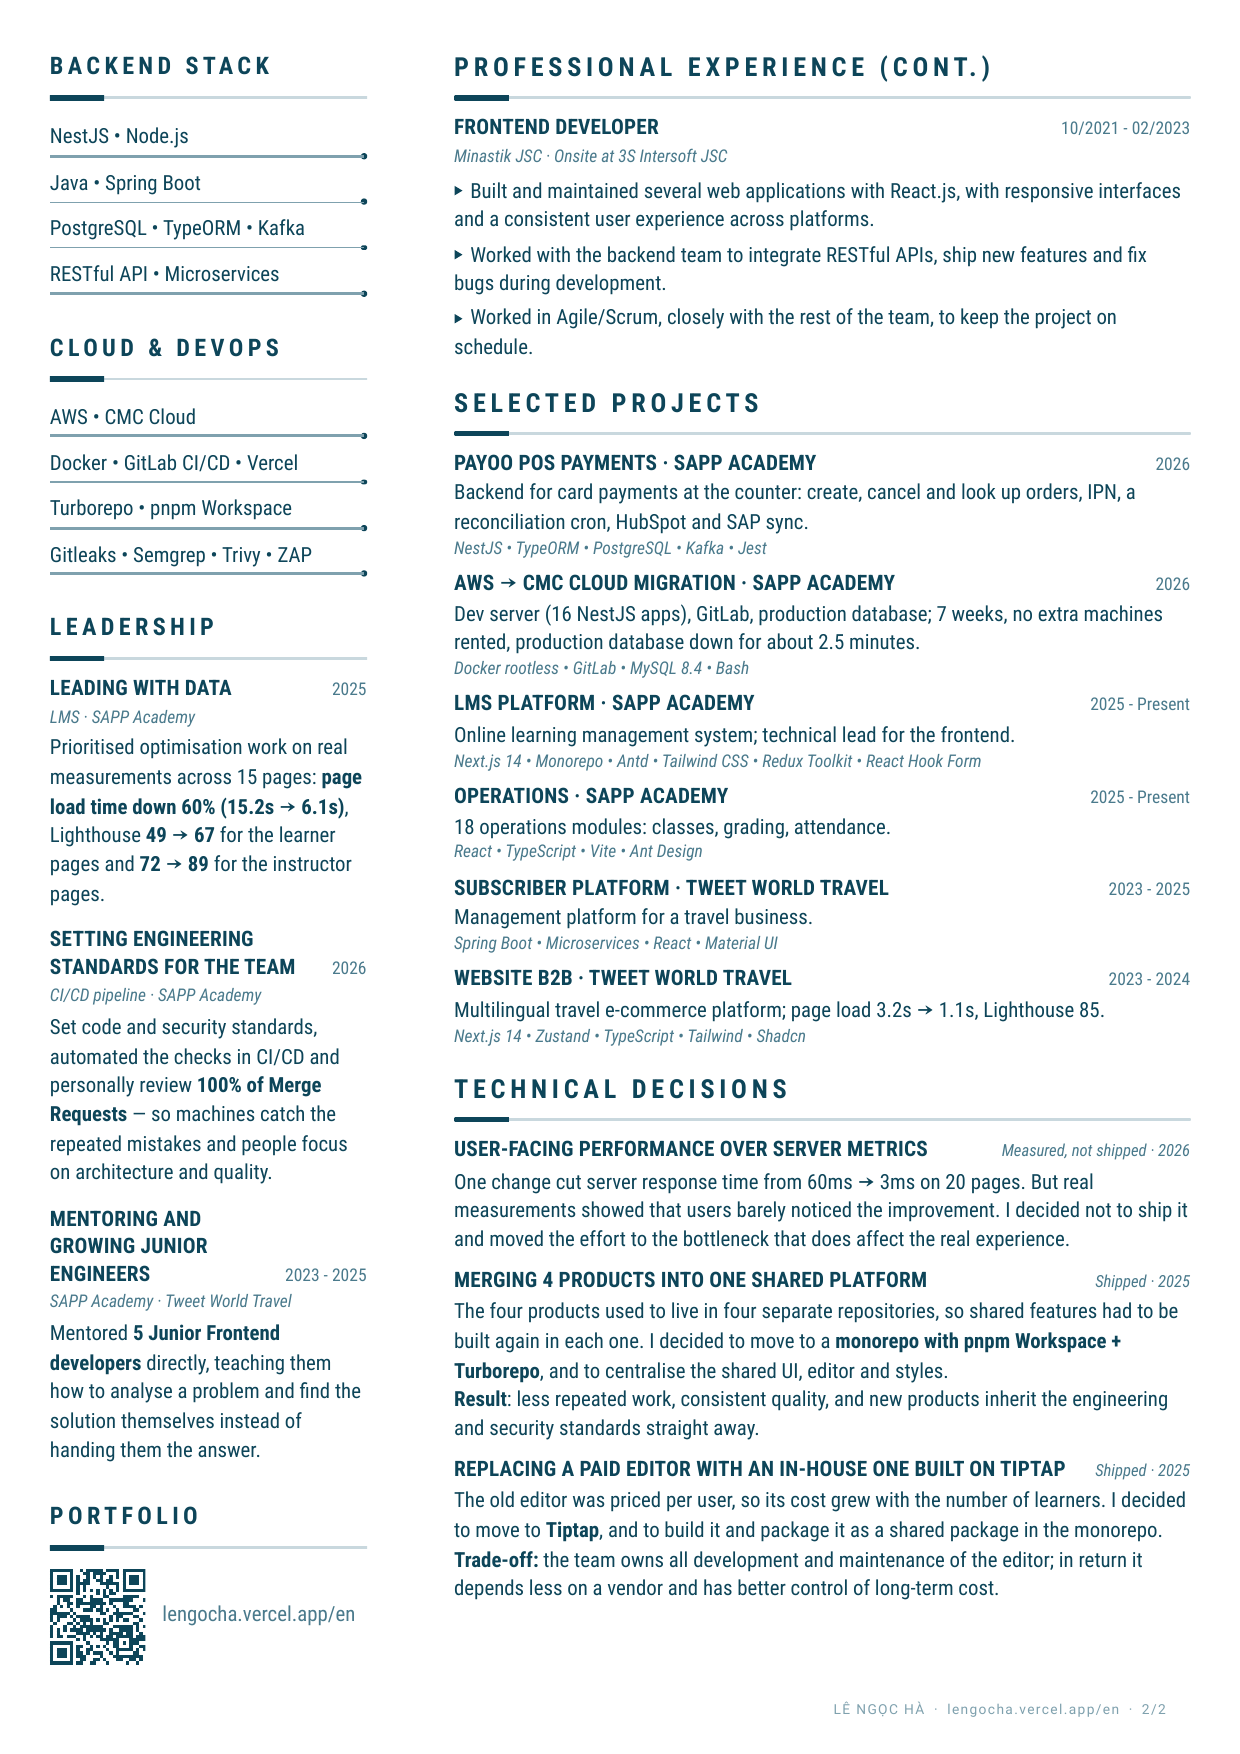 BACKEND STACK
NestJS • Node.js
Java • Spring Boot
PostgreSQL • TypeORM • Kafka
RESTful API • Microservices
CLOUD & DEVOPS
AWS • CMC Cloud
Docker • GitLab CI/CD • Vercel
Turborepo • pnpm Workspace
Gitleaks • Semgrep • Trivy • ZAP
LEADERSHIP
LEADING WITH DATA 2025
LMS · SAPP Academy
Prioritised optimisation work on real
measurements across 15 pages: page
load time down 60% (15.2s → 6.1s),
Lighthouse 49 → 67 for the learner
pages and 72 → 89 for the instructor
pages.
SETTING ENGINEERING
STANDARDS FOR THE TEAM 2026
CI/CD pipeline · SAPP Academy
Set code and security standards,
automated the checks in CI/CD and
personally review 100% of Merge
Requests — so machines catch the
repeated mistakes and people focus
on architecture and quality.
MENTORING AND
GROWING JUNIOR
ENGINEERS 2023 - 2025
SAPP Academy · Tweet World Travel
Mentored 5 Junior Frontend
developers directly, teaching them
how to analyse a problem and find the
solution themselves instead of
handing them the answer.
PORTFOLIO
lengocha.vercel.app/en
PROFESSIONAL EXPERIENCE (CONT.)
FRONTEND DEVELOPER 10/2021 - 02/2023
Minastik JSC · Onsite at 3S Intersoft JSC
▸ Built and maintained several web applications with React.js, with responsive interfaces
and a consistent user experience across platforms.
▸ Worked with the backend team to integrate RESTful APIs, ship new features and fix
bugs during development.
▸ Worked in Agile/Scrum, closely with the rest of the team, to keep the project on
schedule.
SELECTED PROJECTS
PAYOO POS PAYMENTS · SAPP ACADEMY 2026
Backend for card payments at the counter: create, cancel and look up orders, IPN, a
reconciliation cron, HubSpot and SAP sync.
NestJS • TypeORM • PostgreSQL • Kafka • Jest
AWS → CMC CLOUD MIGRATION · SAPP ACADEMY 2026
Dev server (16 NestJS apps), GitLab, production database; 7 weeks, no extra machines
rented, production database down for about 2.5 minutes.
Docker rootless • GitLab • MySQL 8.4 • Bash
LMS PLATFORM · SAPP ACADEMY 2025 - Present
Online learning management system; technical lead for the frontend.
Next.js 14 • Monorepo • Antd • Tailwind CSS • Redux Toolkit • React Hook Form
OPERATIONS · SAPP ACADEMY 2025 - Present
18 operations modules: classes, grading, attendance.
React • TypeScript • Vite • Ant Design
SUBSCRIBER PLATFORM · TWEET WORLD TRAVEL 2023 - 2025
Management platform for a travel business.
Spring Boot • Microservices • React • Material UI
WEBSITE B2B · TWEET WORLD TRAVEL 2023 - 2024
Multilingual travel e-commerce platform; page load 3.2s → 1.1s, Lighthouse 85.
Next.js 14 • Zustand • TypeScript • Tailwind • Shadcn
TECHNICAL DECISIONS
USER-FACING PERFORMANCE OVER SERVER METRICS Measured, not shipped · 2026
One change cut server response time from 60ms → 3ms on 20 pages. But real
measurements showed that users barely noticed the improvement. I decided not to ship it
and moved the effort to the bottleneck that does affect the real experience.
MERGING 4 PRODUCTS INTO ONE SHARED PLATFORM Shipped · 2025
The four products used to live in four separate repositories, so shared features had to be
built again in each one. I decided to move to a monorepo with pnpm Workspace +
Turborepo, and to centralise the shared UI, editor and styles.
Result: less repeated work, consistent quality, and new products inherit the engineering
and security standards straight away.
REPLACING A PAID EDITOR WITH AN IN-HOUSE ONE BUILT ON TIPTAP Shipped · 2025
The old editor was priced per user, so its cost grew with the number of learners. I decided
to move to Tiptap, and to build it and package it as a shared package in the monorepo.
Trade-off: the team owns all development and maintenance of the editor; in return it
depends less on a vendor and has better control of long-term cost.
LÊ NGỌC HÀ · lengocha.vercel.app/en · 2/2